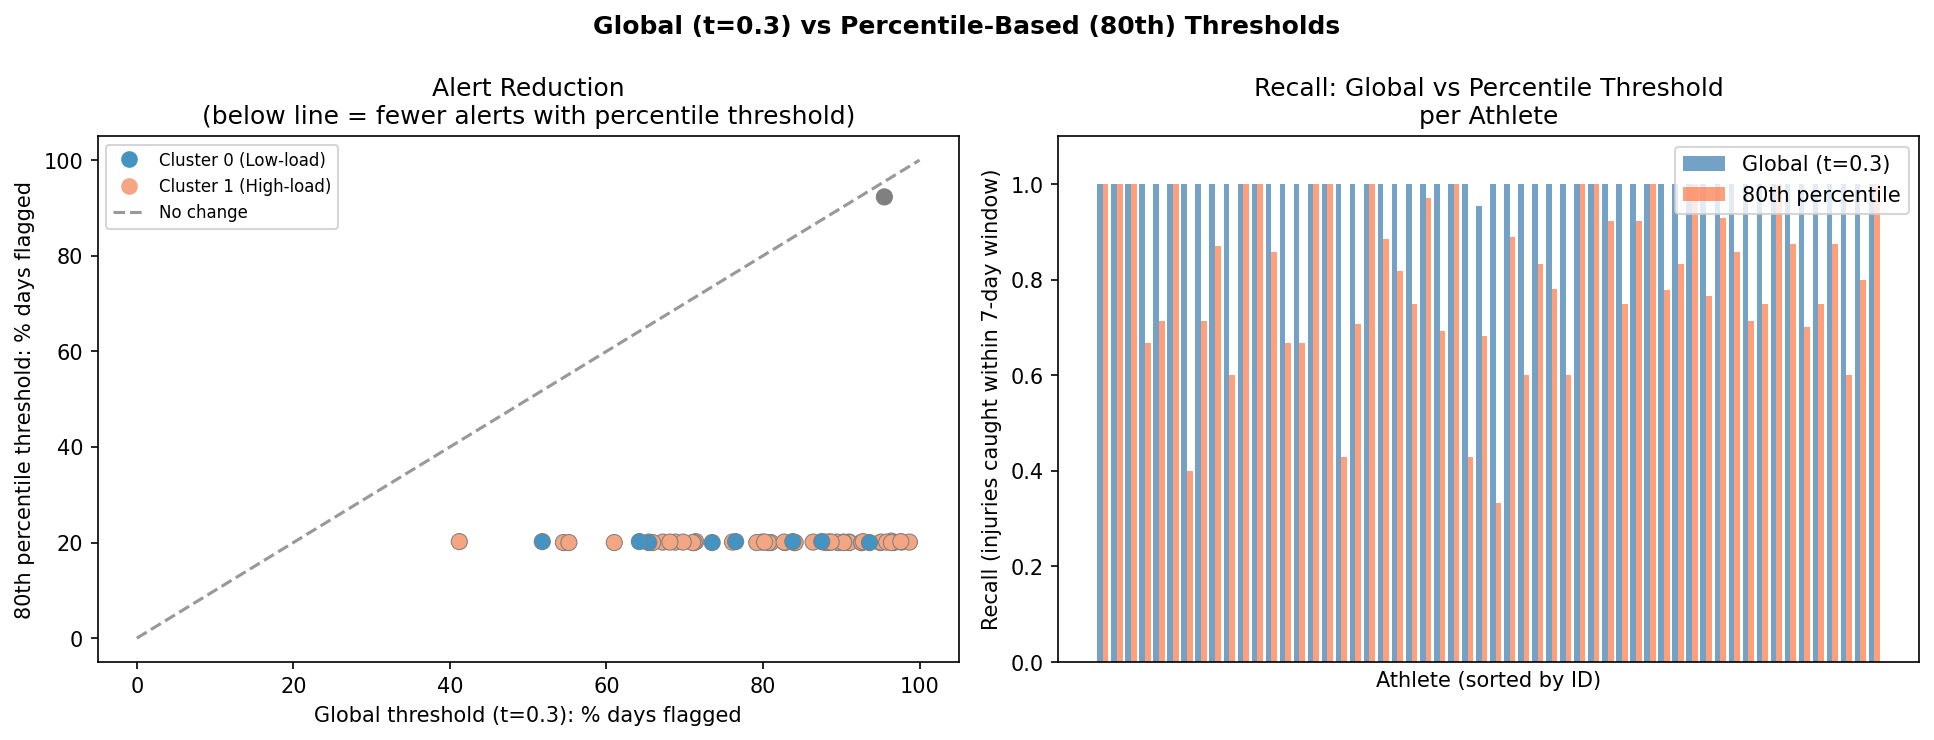 Global (t=0.3) vs Percentile-Based (80th) Thresholds
Alert Reduction
(below line = fewer alerts with percentile threshold)
80th percentile threshold: % days flagged
100
80
60
40
20
0
Cluster 0 (Low-load)
Cluster 1 (High-load)
No change
0 20 40 60 80 100
Global threshold (t=0.3): % days flagged
Recall: Global vs Percentile Threshold
per Athlete
Recall (injuries caught within 7-day window)
1.0
0.8
0.6
0.4
0.2
0.0
Global (t=0.3)
80th percentile
Athlete (sorted by ID)